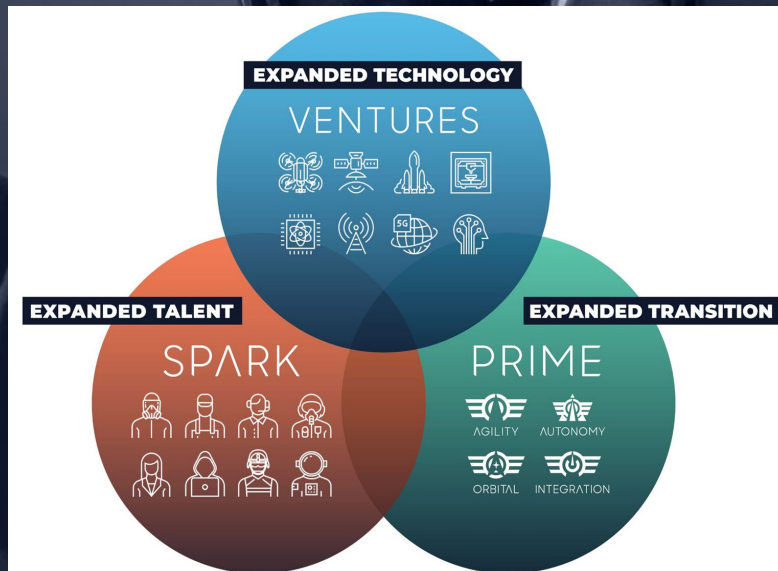 EXPANDED TECHNOLOGY
VENTURES
5G
EXPANDED TALENT
SPARK
EXPANDED TRANSITION
PRIME
AGILITY
AUTONOMY
ORBITAL
INTEGRATION